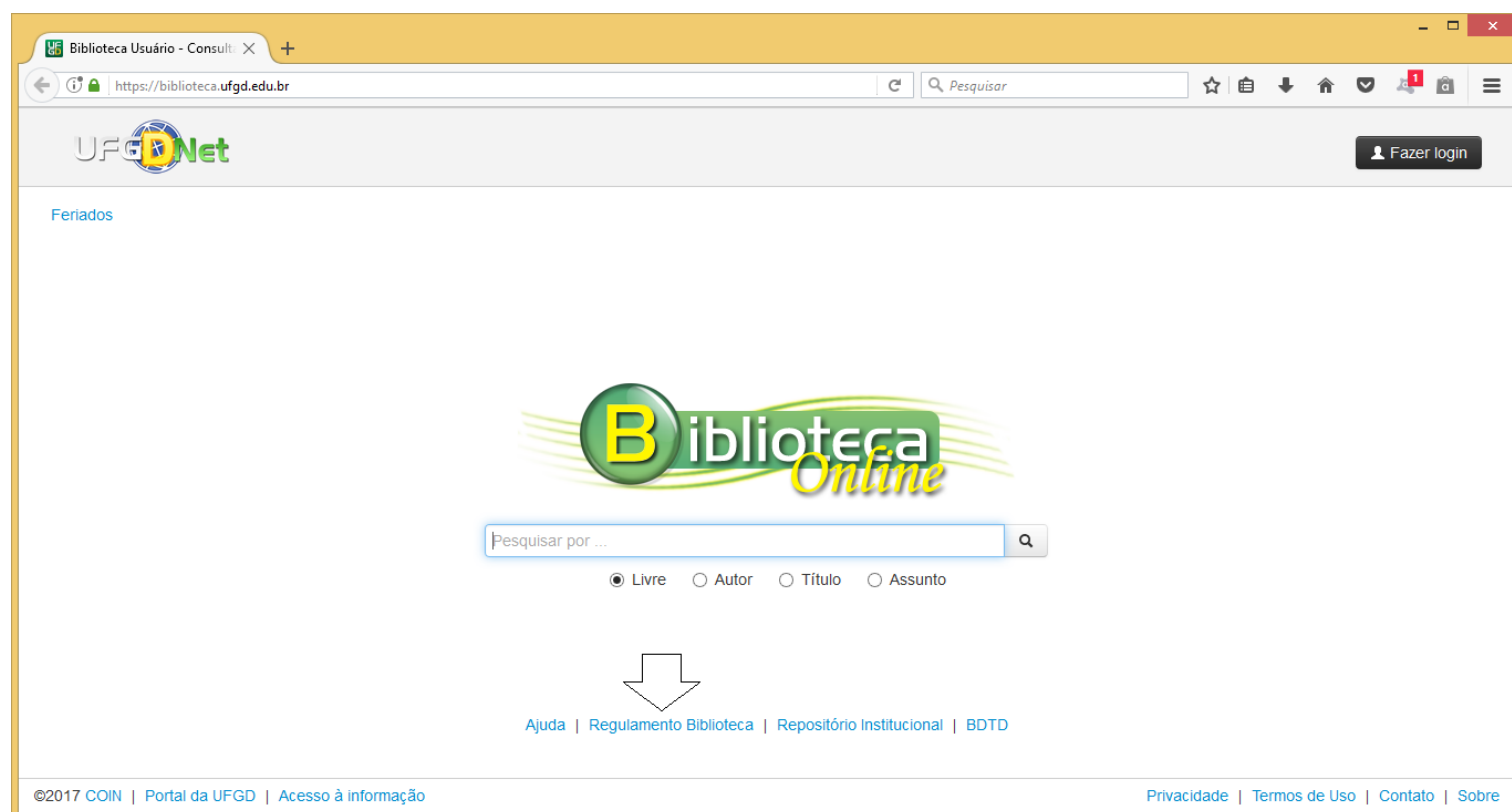 Biblioteca Usuário - Consult
https://biblioteca.ufgd.edu.br
Pesquisar
1
UFGDNet
Fazer login
Feriados
Biblioteca
Online
Pesquisar por ...
Livre Autor Título Assunto
Ajuda | Regulamento Biblioteca | Repositório Institucional | BDTD
©2017 COIN | Portal da UFGD | Acesso à informação
Privacidade | Termos de Uso | Contato | Sobre